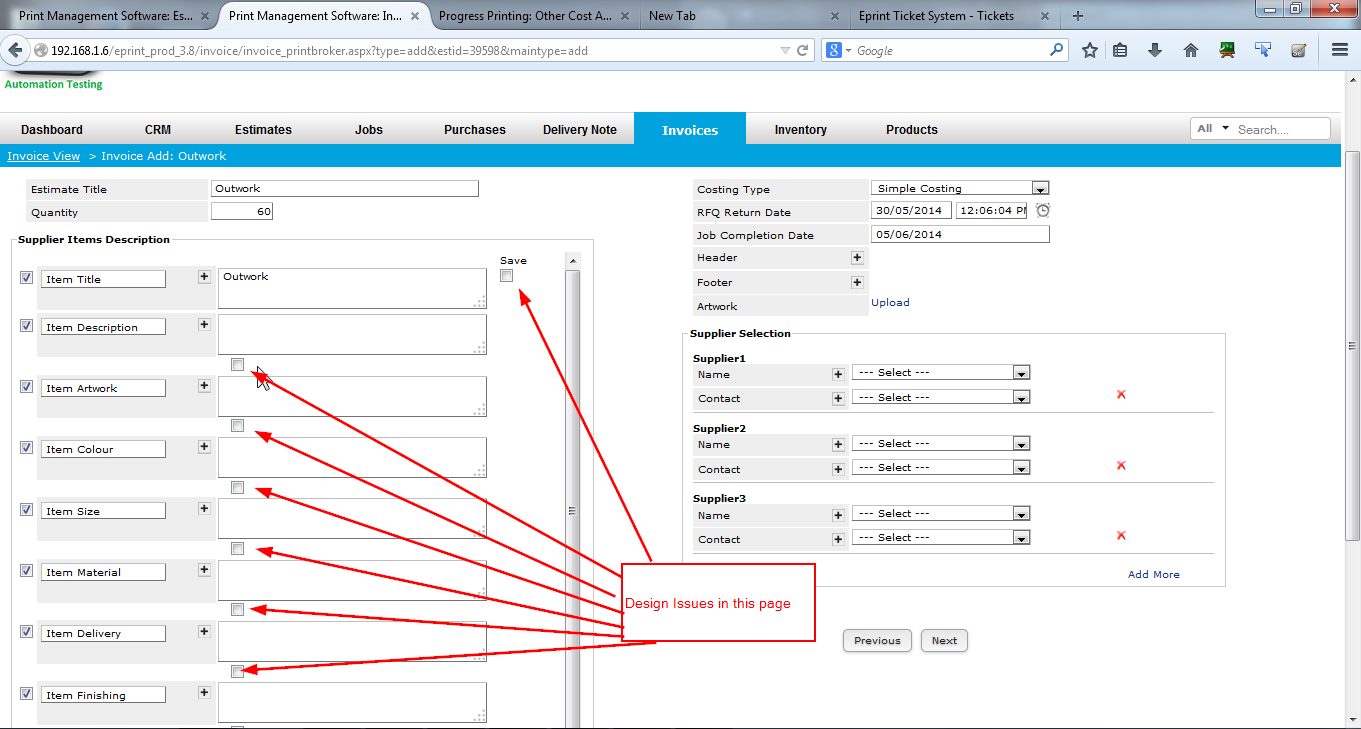 Print Management Software: Es... Print Management Software: In... Progress Printing: Other Cost A... New Tab Eprint Ticket System - Tickets
192.168.1.6/eprint_prod_3.8/invoice/invoice_printbroker.aspx?type=add&estid=39598&maintype=add Google
Automation Testing
Dashboard CRM Estimates Jobs Purchases Delivery Note Invoices Inventory Products All Search....
Invoice View > Invoice Add: Outwork
Estimate Title Outwork
Quantity 60
Supplier Items Description
Save
Item Title Outwork
Item Description
Item Artwork
Item Colour
Item Size
Item Material
Item Delivery
Item Finishing
Costing Type Simple Costing
RFQ Return Date 30/05/2014 12:06:04 PM
Job Completion Date 05/06/2014
Header
Footer
Artwork Upload
Supplier Selection
Supplier1
Name --- Select ---
Contact --- Select ---
Supplier2
Name --- Select ---
Contact --- Select ---
Supplier3
Name --- Select ---
Contact --- Select ---
Add More
Design Issues in this page
Previous Next